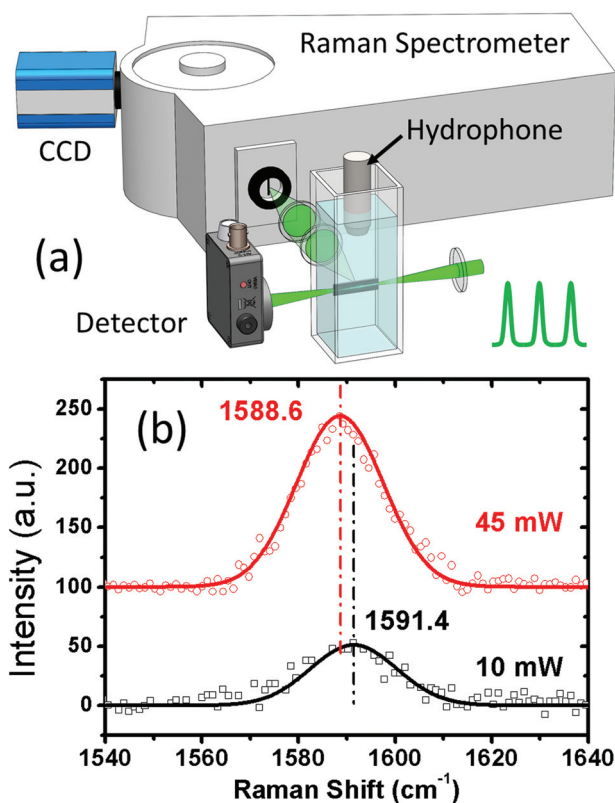 Raman Spectrometer
CCD
Hydrophone
(a)
Detector
(b)
1588.6
45 mW
1591.4
10 mW
Intensity (a.u.)
250
200
150
100
50
0
1540 1560 1580 1600 1620 1640
Raman Shift (cm⁻¹)